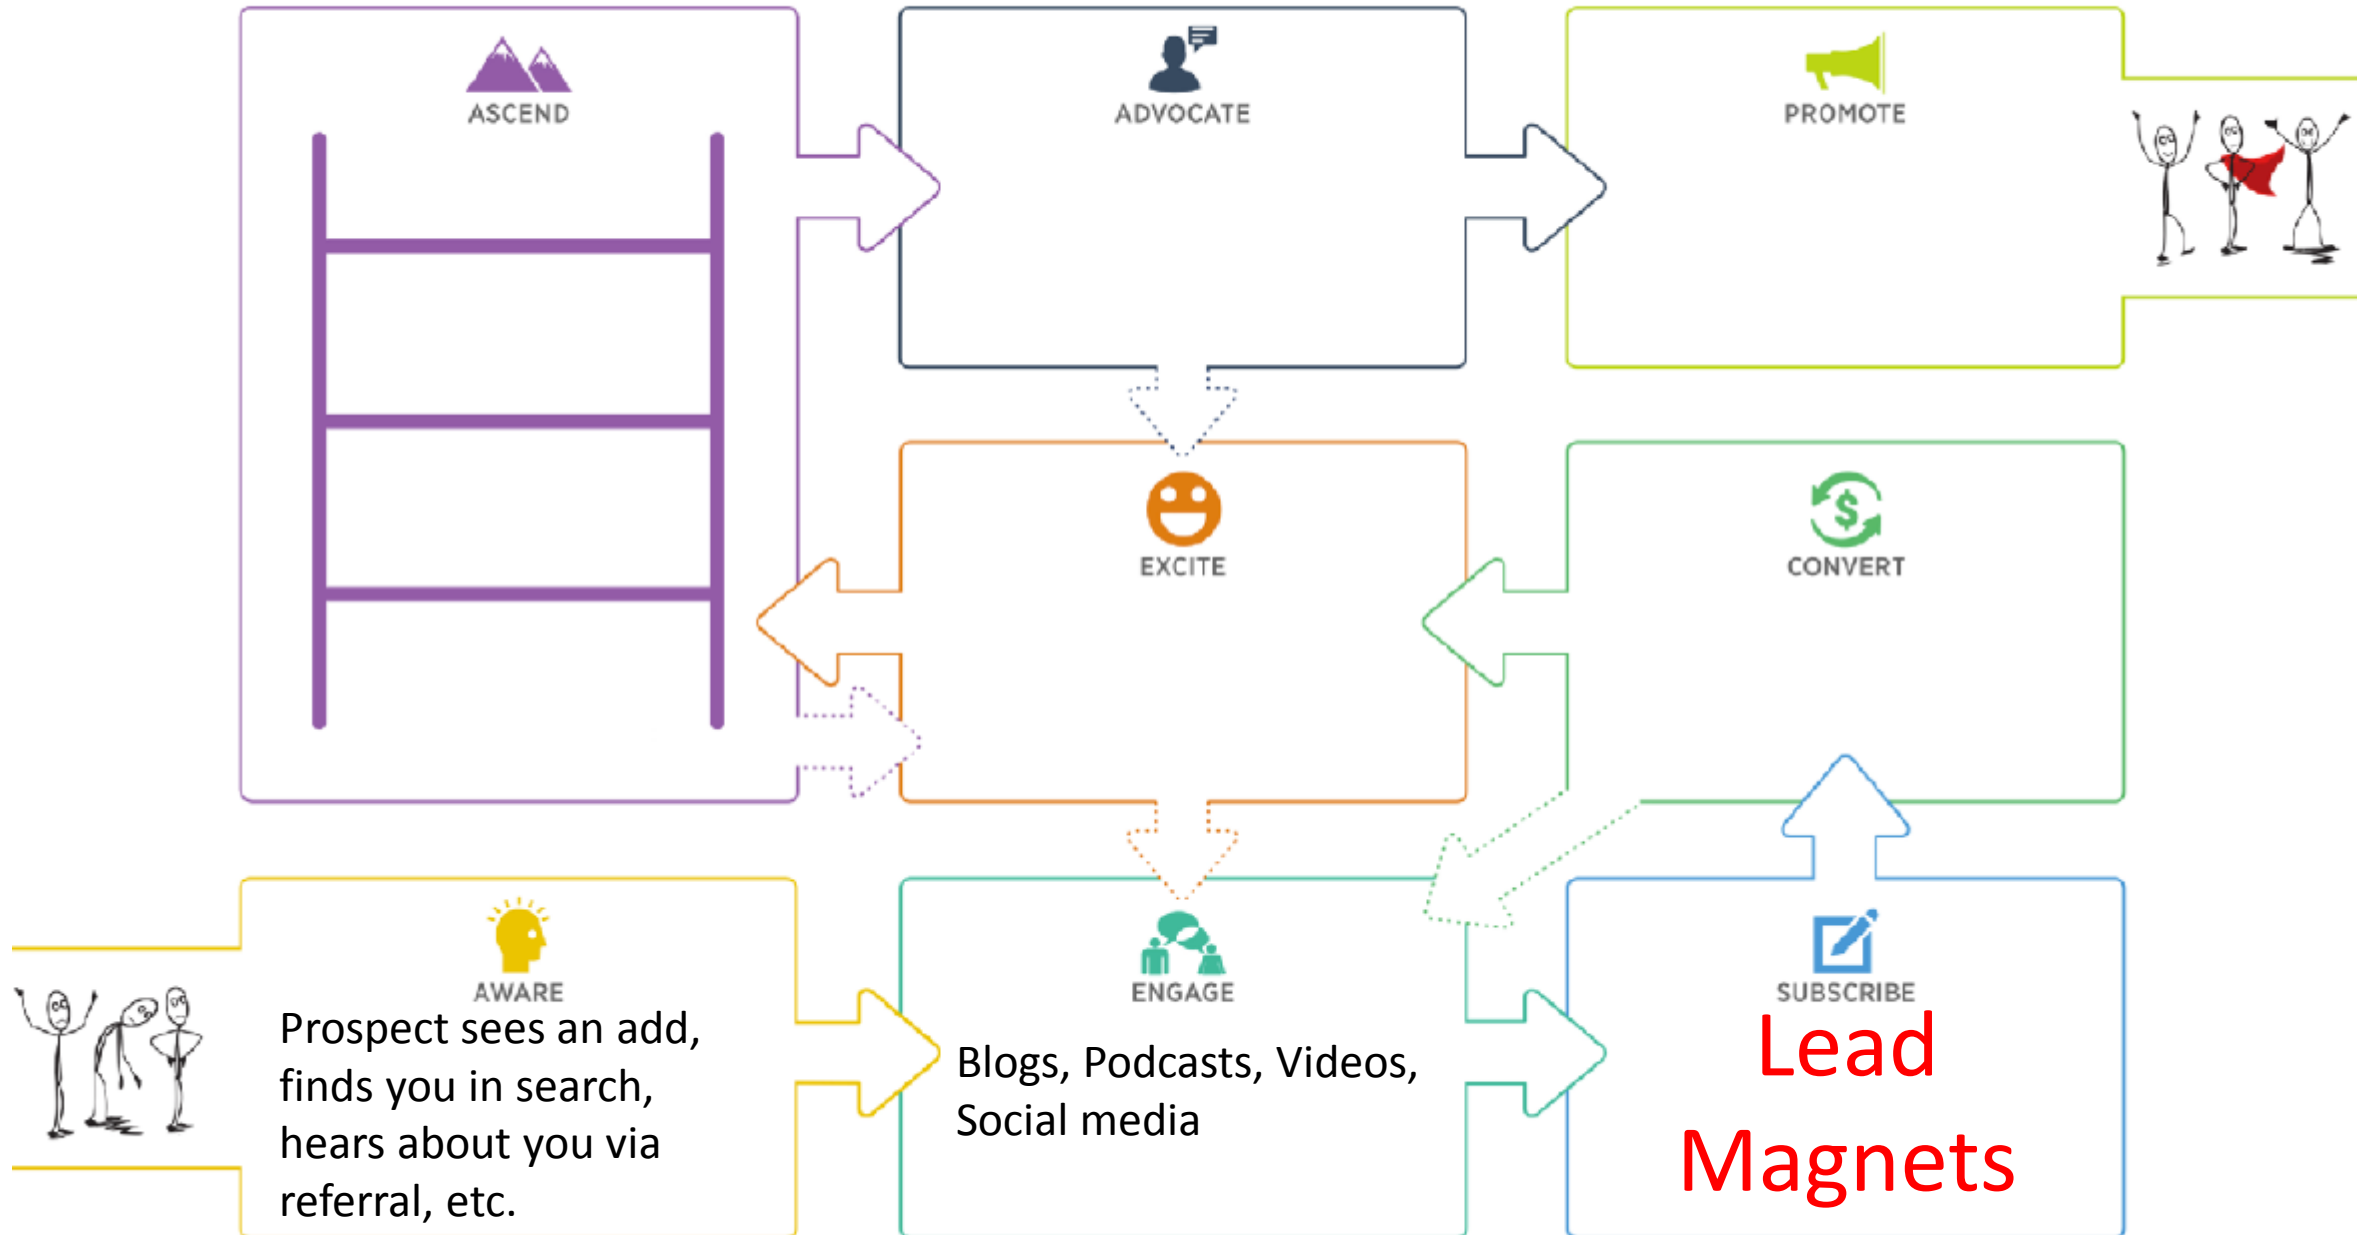 ASCEND
ADVOCATE
PROMOTE
EXCITE
CONVERT
AWARE
Prospect sees an add,
finds you in search,
hears about you via
referral, etc.
ENGAGE
Blogs, Podcasts, Videos,
Social media
SUBSCRIBE
Lead
Magnets